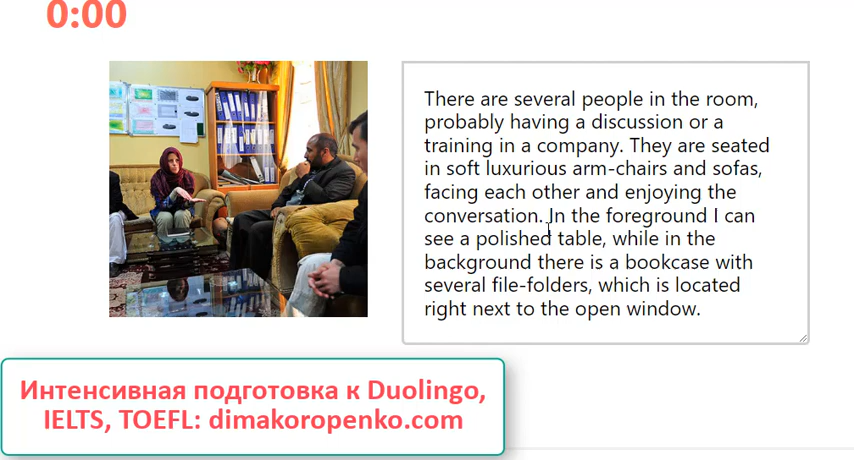 0:00
There are several people in the room,
probably having a discussion or a
training in a company. They are seated
in soft luxurious arm-chairs and sofas,
facing each other and enjoying the
conversation. In the foreground I can
see a polished table, while in the
background there is a bookcase with
several file-folders, which is located
right next to the open window.
Интенсивная подготовка к Duolingo,
IELTS, TOEFL: dimakoropenko.com